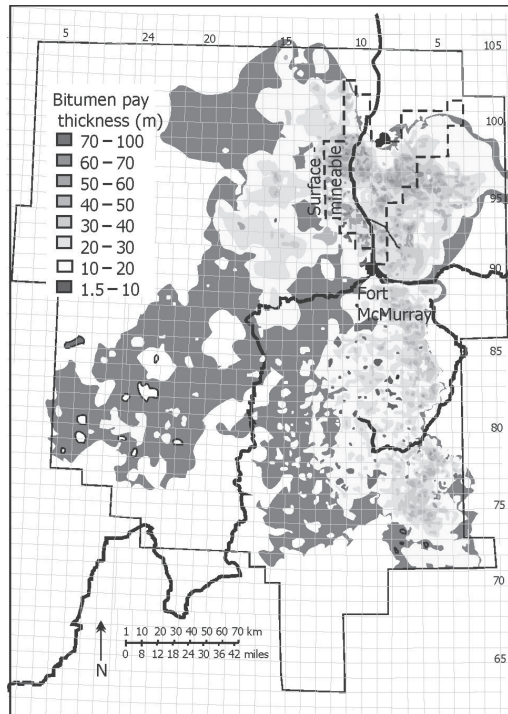 5 24 20 15 10 5 105
Bitumen pay
thickness (m)
70 – 100
60 – 70
50 – 60
40 – 50
30 – 40
20 – 30
10 – 20
1.5 – 10
Surface -
mineable
100
95
90
Fort
McMurray
85
80
75
70
65
1 10 20 30 40 50 60 70 km
0 8 12 18 24 30 36 42 miles
N